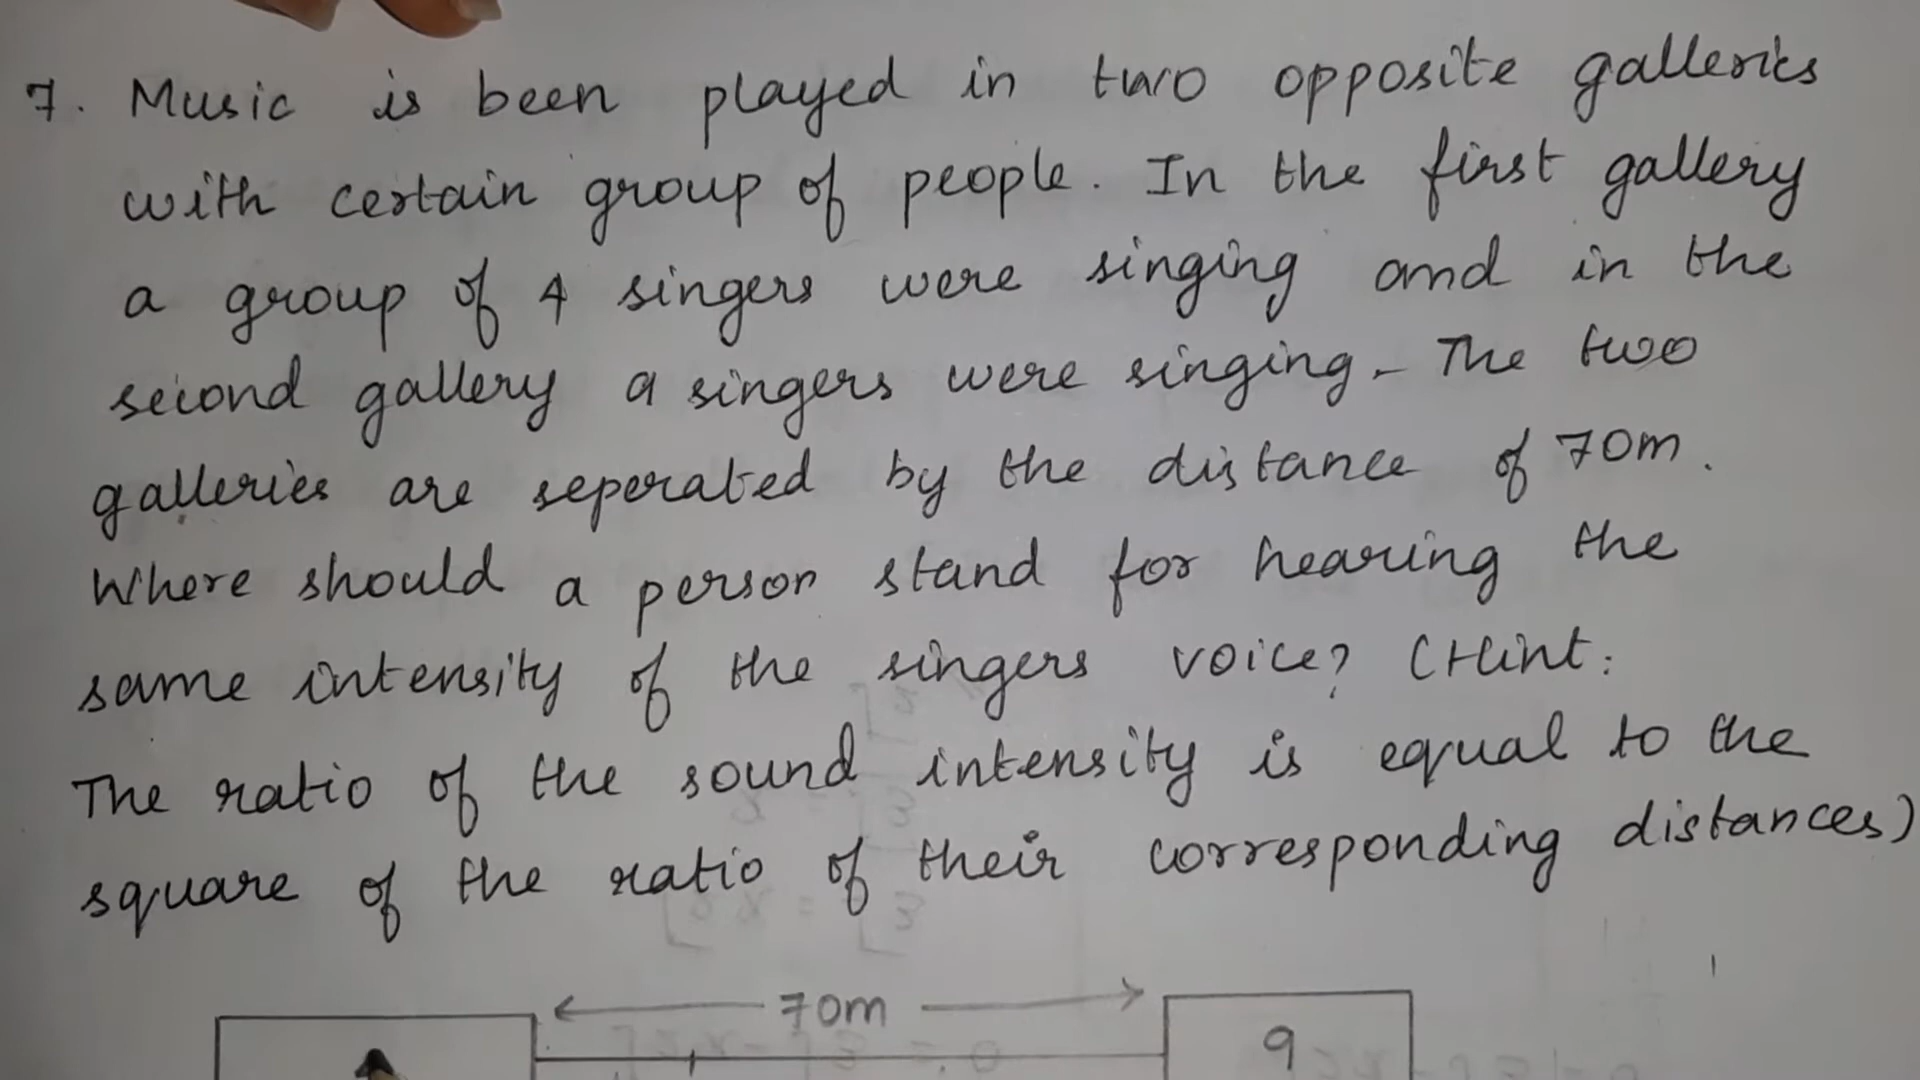 7. Music is been played in two opposite galleries
with certain group of people. In the first gallery
a group of 4 singers were singing and in the
second gallery 9 singers were singing. The two
galleries are seperated by the distance of 70m.
Where should a person stand for hearing the
same intensity of the singers voice? (Hint:
The ratio of the sound intensity is equal to the
square of the ratio of their corresponding distances)
70m
9